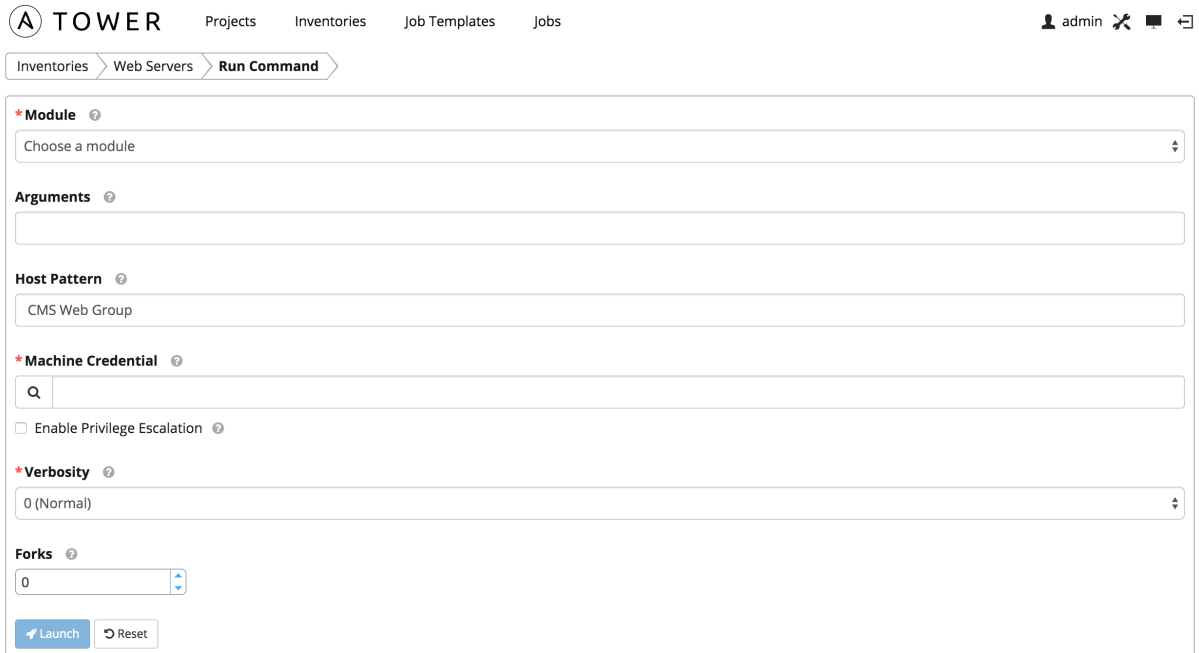 TOWER Projects Inventories Job Templates Jobs admin
Inventories Web Servers Run Command
* Module ?
Choose a module
Arguments ?
Host Pattern ?
CMS Web Group
* Machine Credential ?
Enable Privilege Escalation ?
* Verbosity ?
0 (Normal)
Forks ?
0
Launch Reset